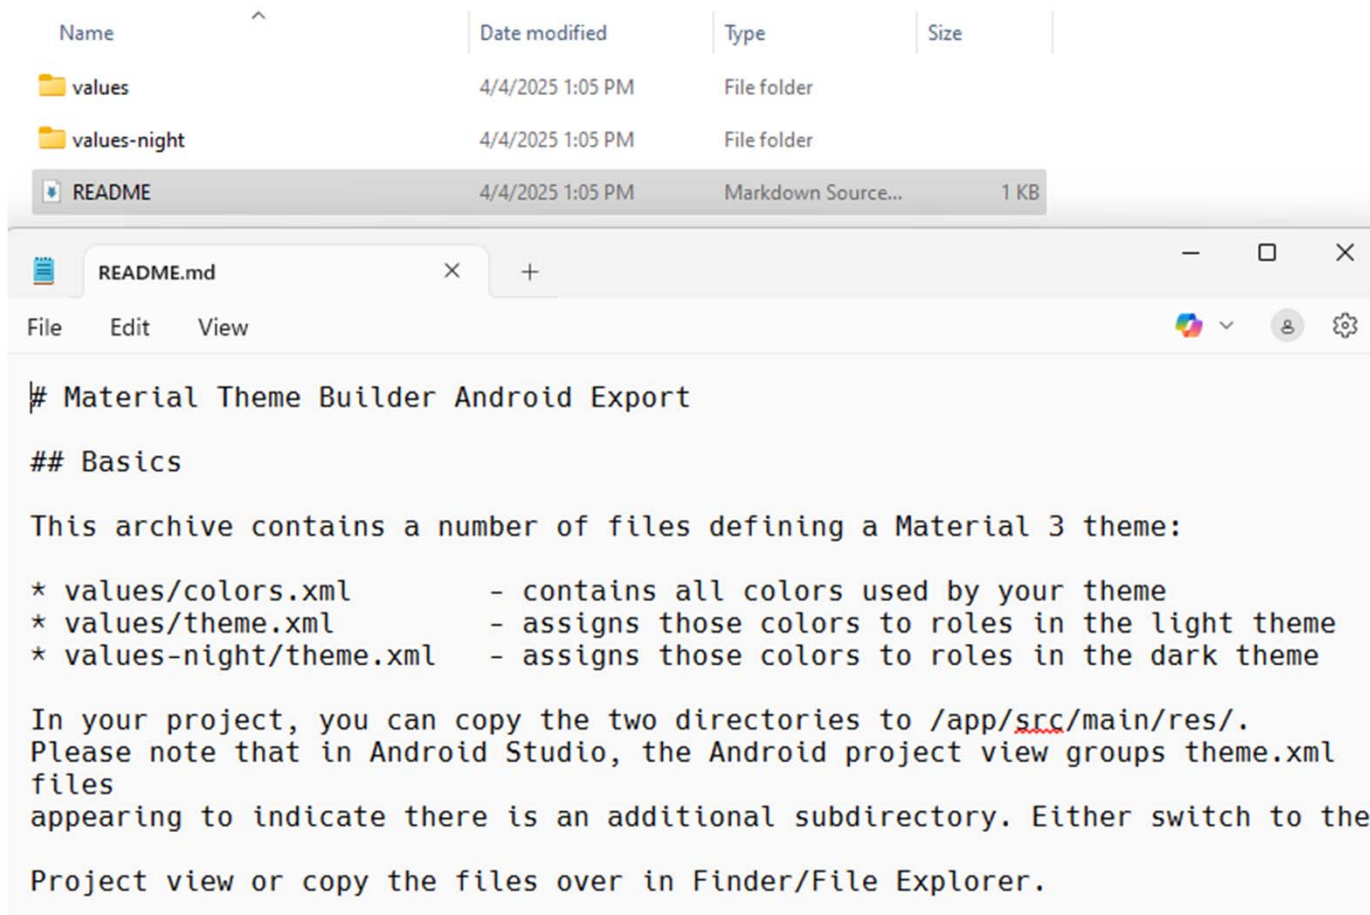 Name Date modified Type Size
values 4/4/2025 1:05 PM File folder
values-night 4/4/2025 1:05 PM File folder
README 4/4/2025 1:05 PM Markdown Source... 1 KB
README.md
File Edit View
# Material Theme Builder Android Export
## Basics
This archive contains a number of files defining a Material 3 theme:
* values/colors.xml - contains all colors used by your theme
* values/theme.xml - assigns those colors to roles in the light theme
* values-night/theme.xml - assigns those colors to roles in the dark theme
In your project, you can copy the two directories to /app/src/main/res/.
Please note that in Android Studio, the Android project view groups theme.xml
files
appearing to indicate there is an additional subdirectory. Either switch to the
Project view or copy the files over in Finder/File Explorer.